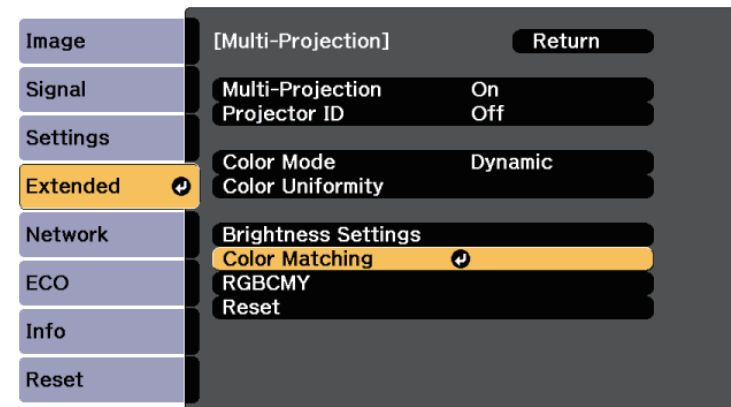 Image
Signal
Settings
Extended
Network
ECO
Info
Reset
[Multi-Projection] Return
Multi-Projection On
Projector ID Off
Color Mode Dynamic
Color Uniformity
Brightness Settings
Color Matching
RGBCMY
Reset